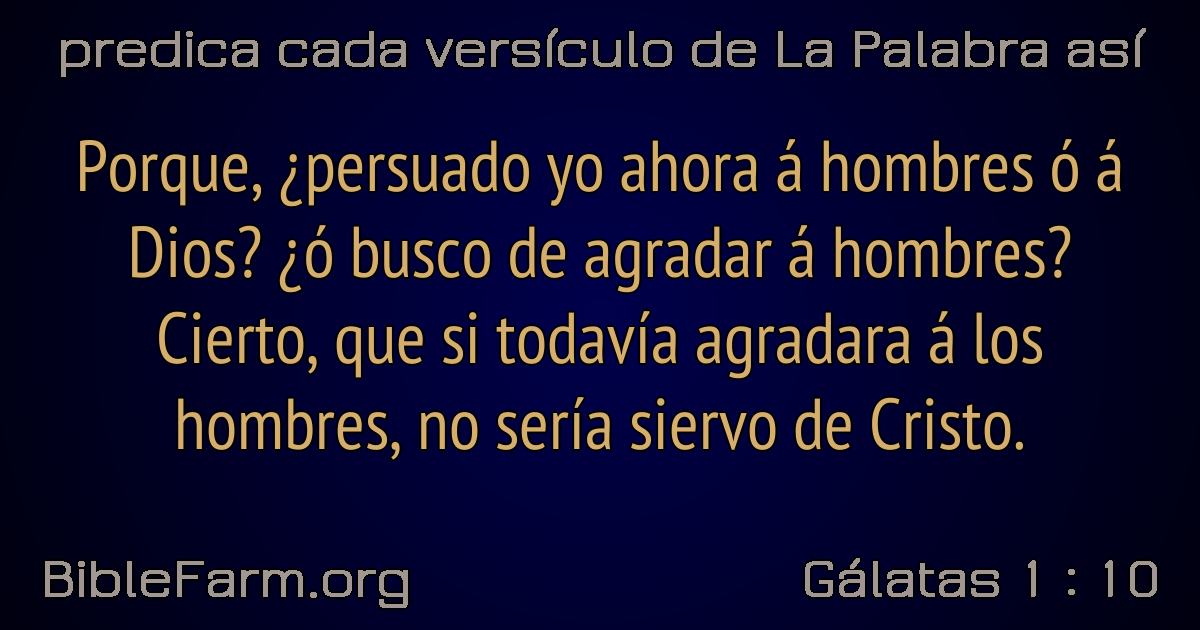 predica cada versículo de La Palabra así
Porque, ¿persuado yo ahora á hombres ó á
Dios? ¿ó busco de agradar á hombres?
Cierto, que si todavía agradara á los
hombres, no sería siervo de Cristo.
BibleFarm.org
Gálatas 1 : 10